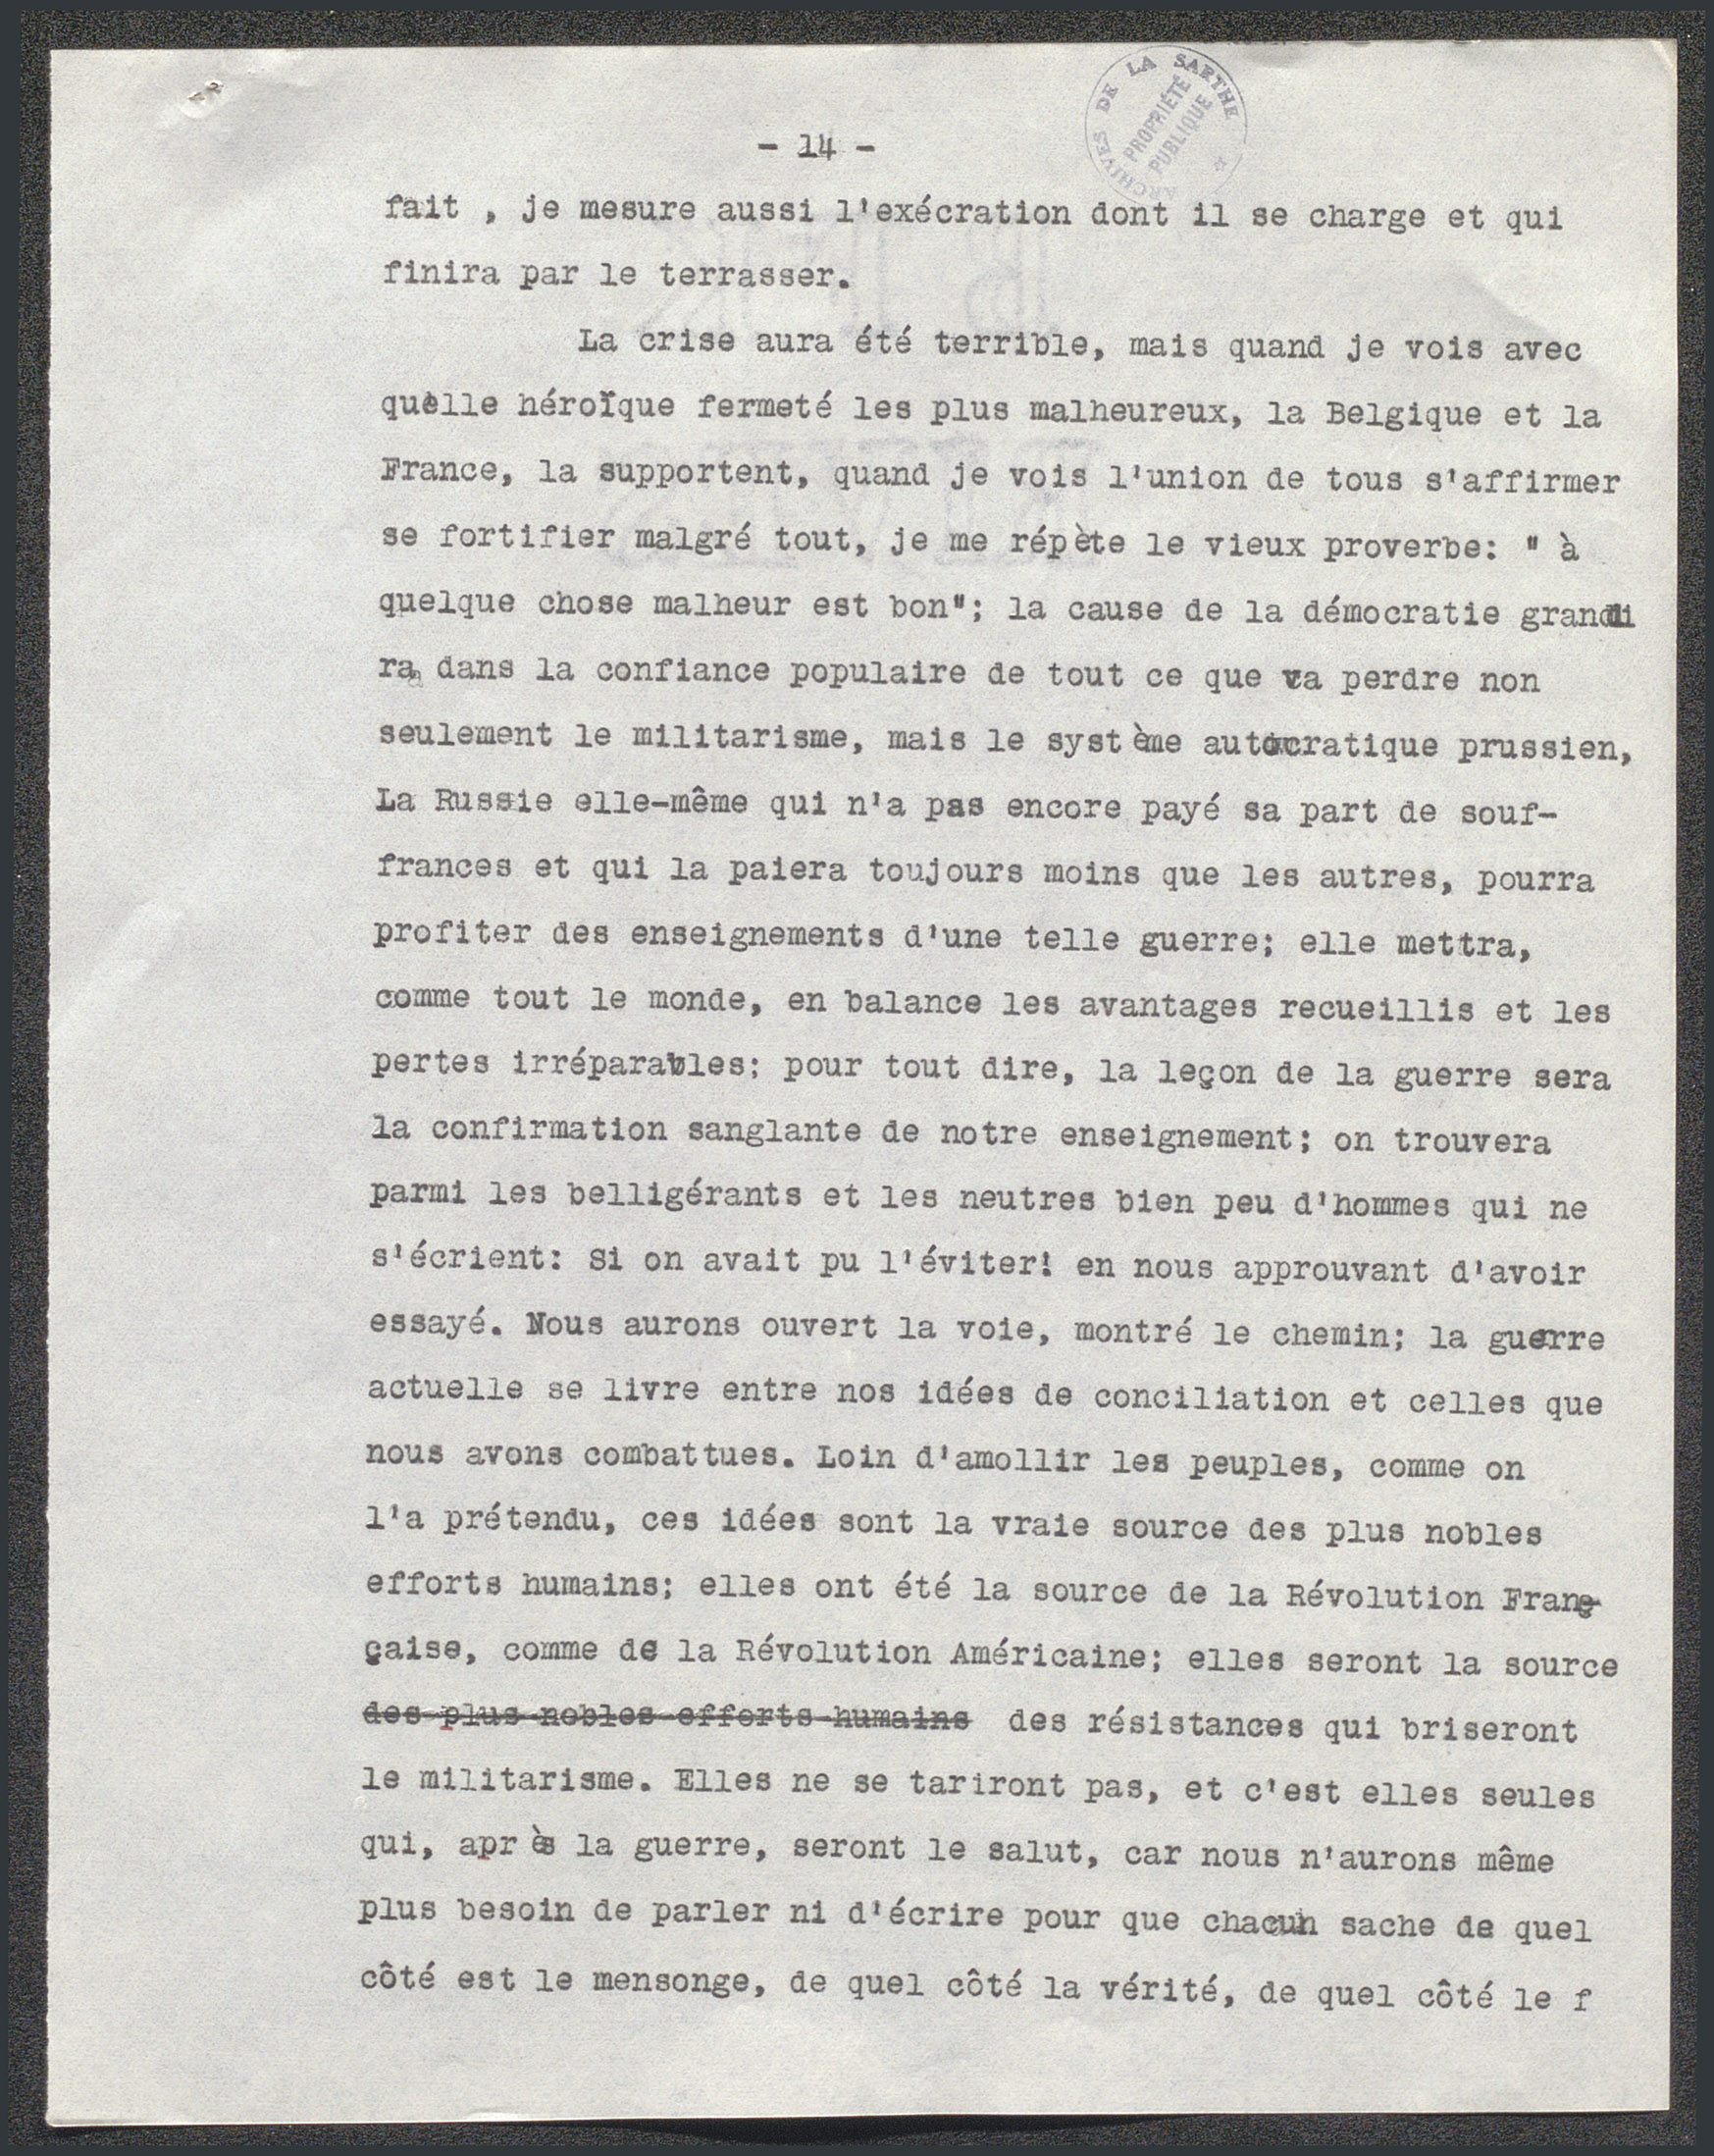 ARCHIVES DE LA SARTHE
PROPRIÉTÉ
PUBLIQUE
- 14 -
fait , je mesure aussi l'exécration dont il se charge et qui
finira par le terrasser.
La crise aura été terrible, mais quand je vois avec
quelle héroïque fermeté les plus malheureux, la Belgique et la
France, la supportent, quand je vois l'union de tous s'affirmer
se fortifier malgré tout, je me répète le vieux proverbe: " à
quelque chose malheur est bon"; la cause de la démocratie grandi
ra dans la confiance populaire de tout ce que va perdre non
seulement le militarisme, mais le système autocratique prussien,
La Russie elle-même qui n'a pas encore payé sa part de souf-
frances et qui la paiera toujours moins que les autres, pourra
profiter des enseignements d'une telle guerre; elle mettra,
comme tout le monde, en balance les avantages recueillis et les
pertes irréparables; pour tout dire, la leçon de la guerre sera
la confirmation sanglante de notre enseignement; on trouvera
parmi les belligérants et les neutres bien peu d'hommes qui ne
s'écrient: Si on avait pu l'éviter! en nous approuvant d'avoir
essayé. Nous aurons ouvert la voie, montré le chemin; la guerre
actuelle se livre entre nos idées de conciliation et celles que
nous avons combattues. Loin d'amollir les peuples, comme on
l'a prétendu, ces idées sont la vraie source des plus nobles
efforts humains; elles ont été la source de la Révolution Fran-
çaise, comme de la Révolution Américaine; elles seront la source
des plus nobles efforts humains des résistances qui briseront
le militarisme. Elles ne se tariront pas, et c'est elles seules
qui, après la guerre, seront le salut, car nous n'aurons même
plus besoin de parler ni d'écrire pour que chacun sache de quel
côté est le mensonge, de quel côté la vérité, de quel côté le f